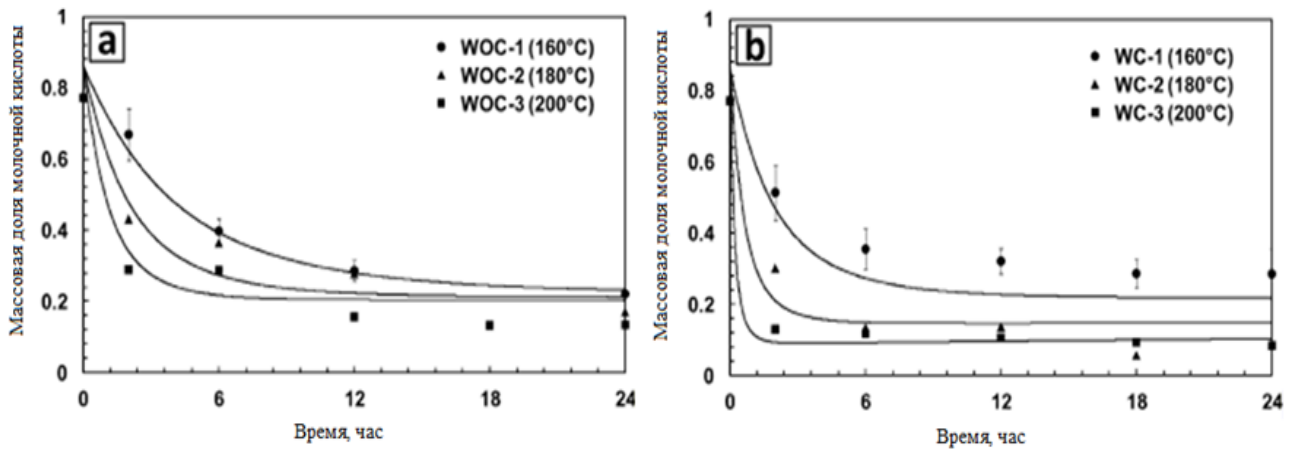 Массовая доля молочной кислоты
1
0.8
0.6
0.4
0.2
0
a
WOC-1 (160°C)
WOC-2 (180°C)
WOC-3 (200°C)
0 6 12 18 24
Время, час
Массовая доля молочной кислоты
1
0.8
0.6
0.4
0.2
0
b
WC-1 (160°C)
WC-2 (180°C)
WC-3 (200°C)
0 6 12 18 24
Время, час